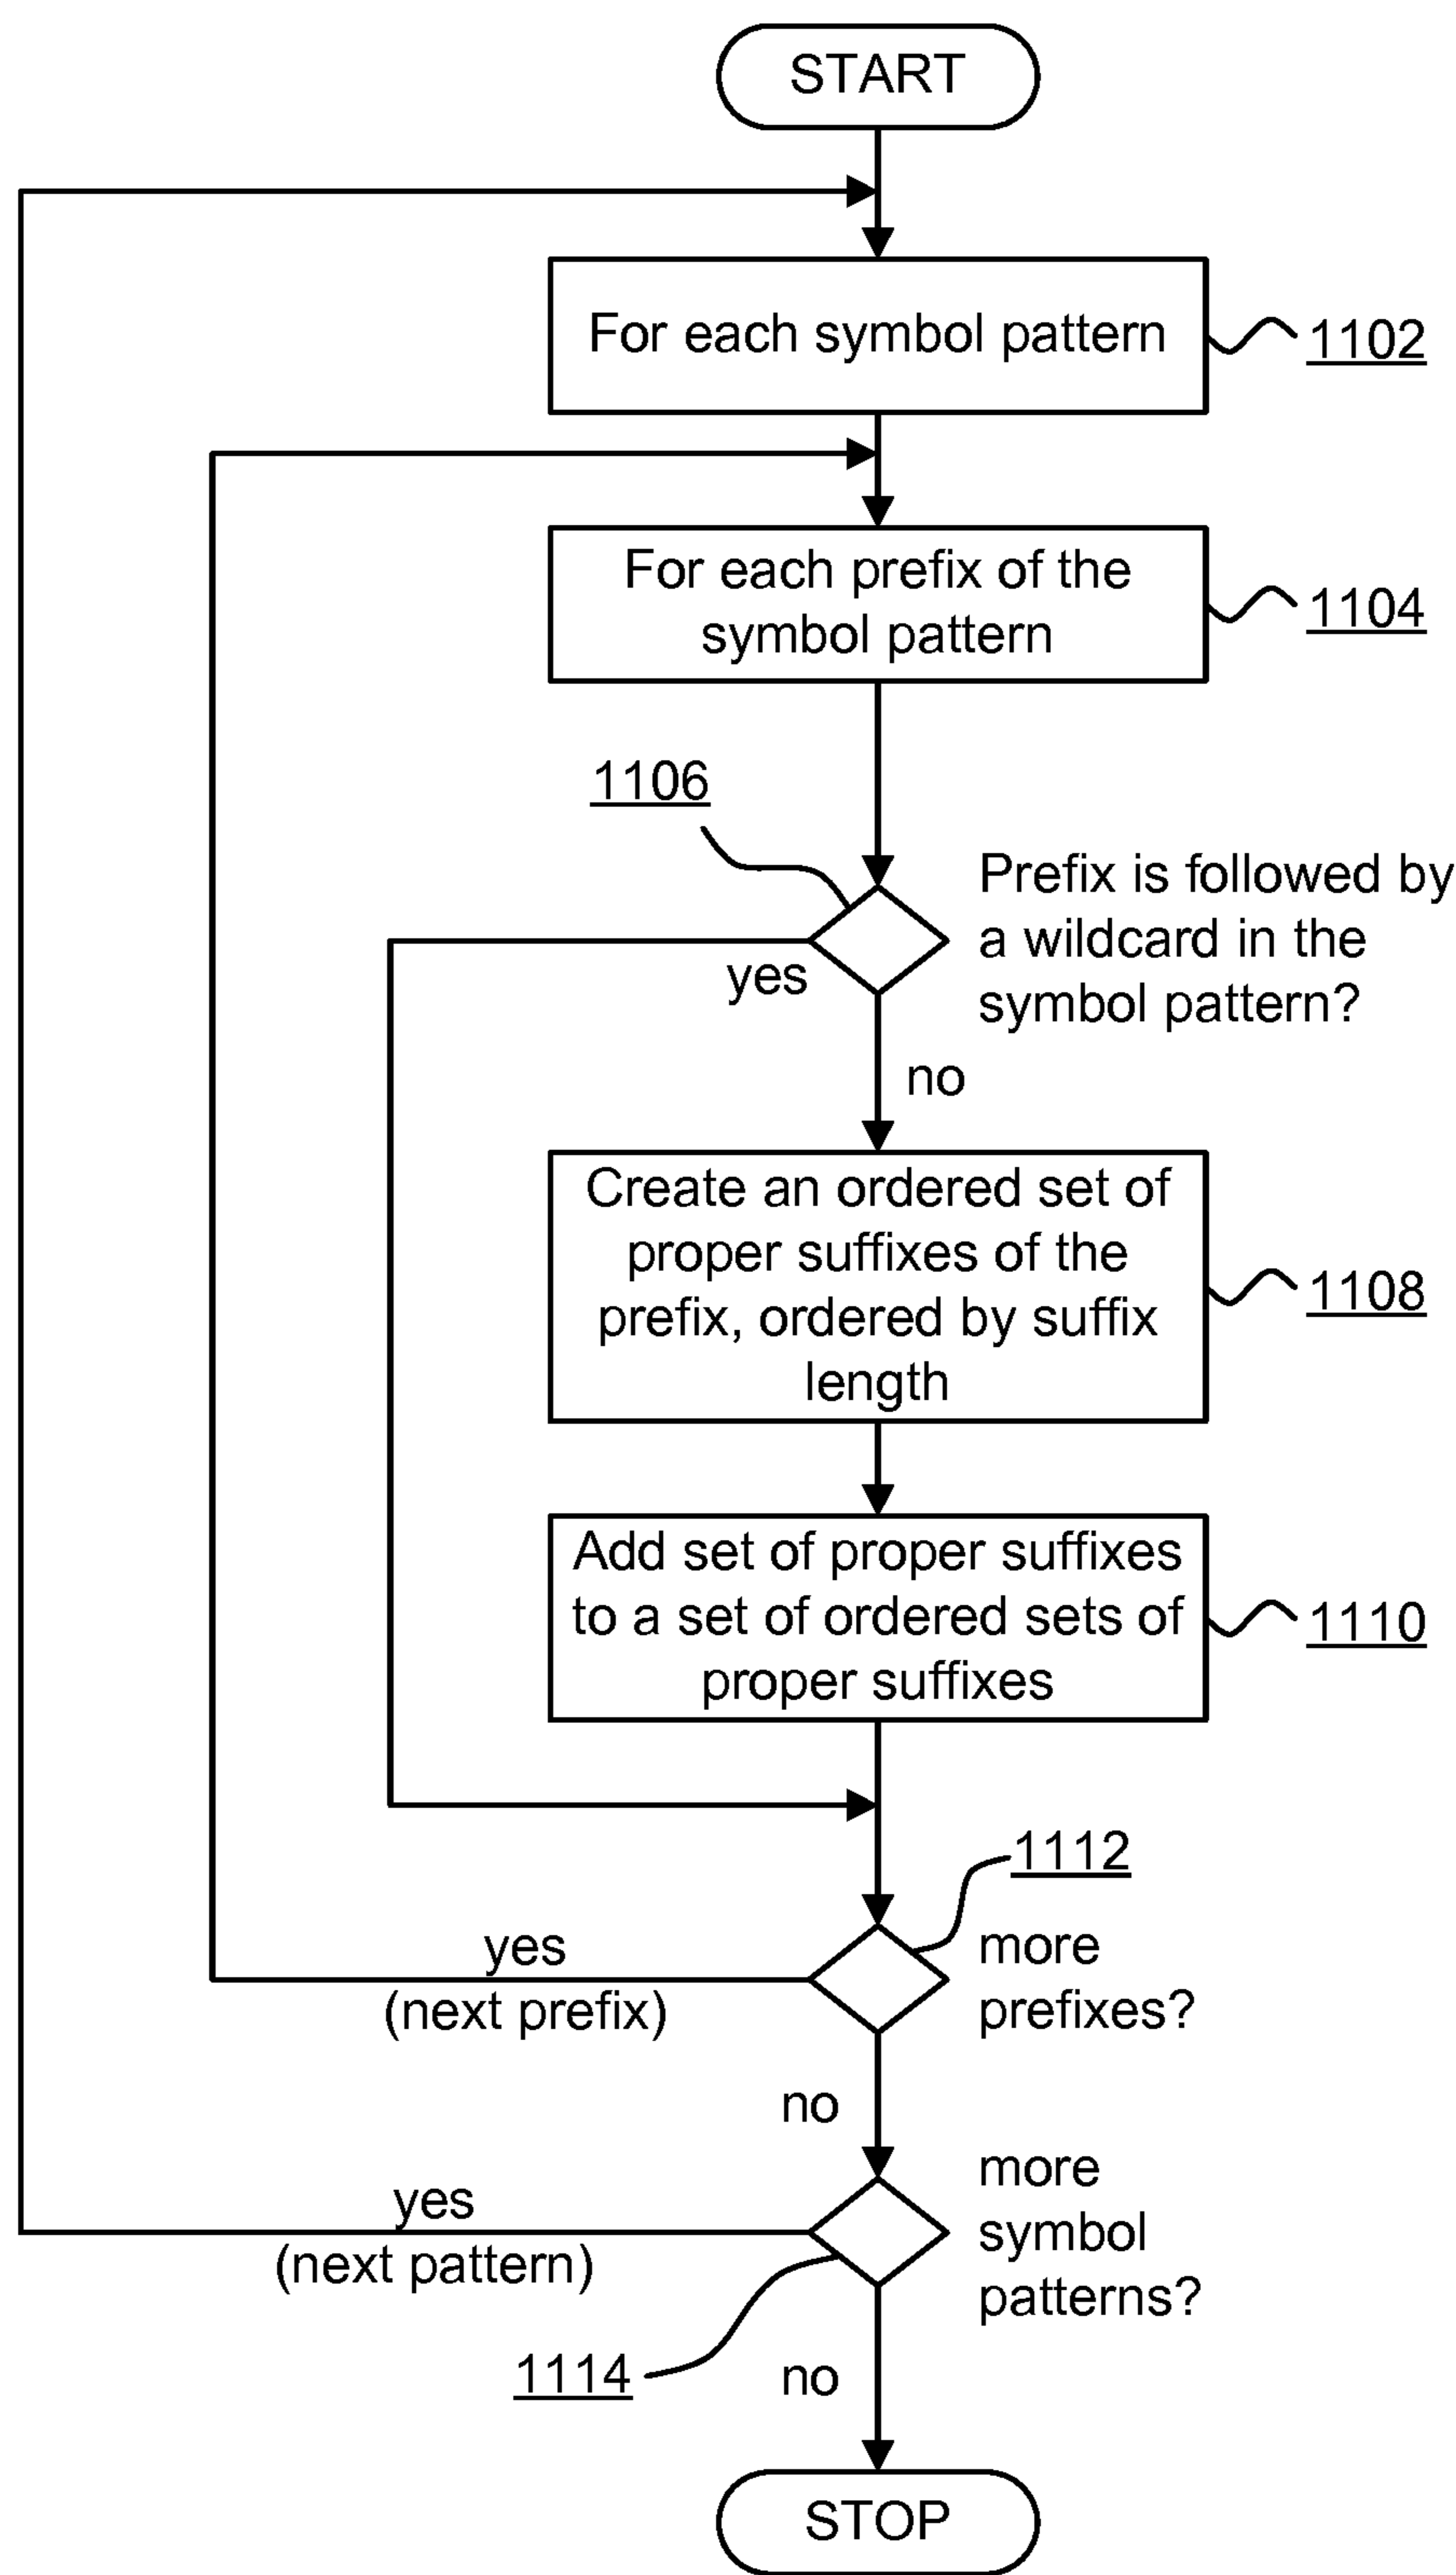 START
For each symbol pattern
1102
For each prefix of the
symbol pattern
1104
1106
Prefix is followed by
a wildcard in the
symbol pattern?
yes
no
Create an ordered set of
proper suffixes of the
prefix, ordered by suffix
length
1108
Add set of proper suffixes
to a set of ordered sets of
proper suffixes
1110
1112
more
prefixes?
yes
(next prefix)
no
more
symbol
patterns?
yes
(next pattern)
1114
no
STOP